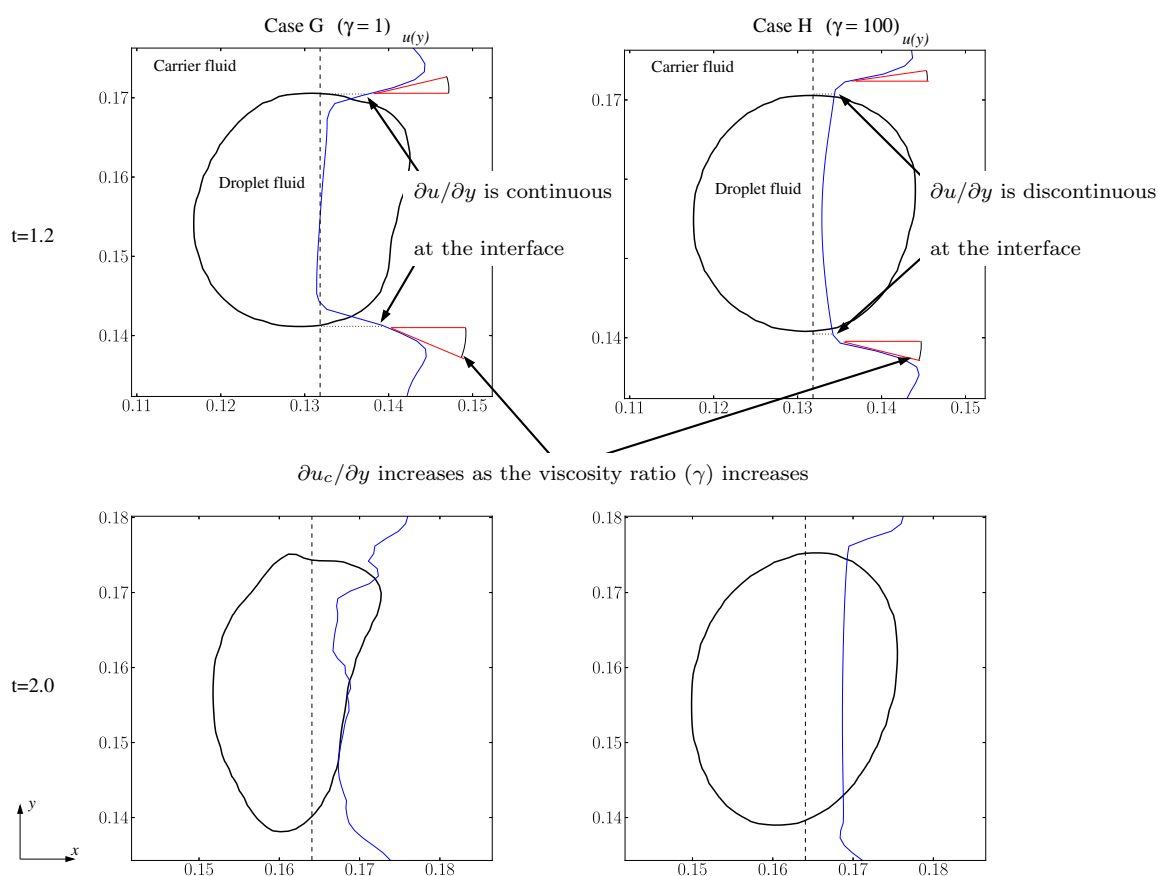 Case G (γ = 1)
u(y)
Case H (γ = 100)
u(y)
Carrier fluid
Carrier fluid
0.17
0.17
Droplet fluid
∂u/∂y is continuous
Droplet fluid
∂u/∂y is discontinuous
0.16
t=1.2
at the interface
at the interface
0.15
0.14
0.14
0.11 0.12 0.13 0.14 0.15
0.11 0.12 0.13 0.14 0.15
∂u_c/∂y increases as the viscosity ratio (γ) increases
0.18
0.18
0.17
0.17
0.16
0.16
t=2.0
0.15
0.15
0.14
0.14
y
x
0.15 0.16 0.17 0.18
0.15 0.16 0.17 0.18